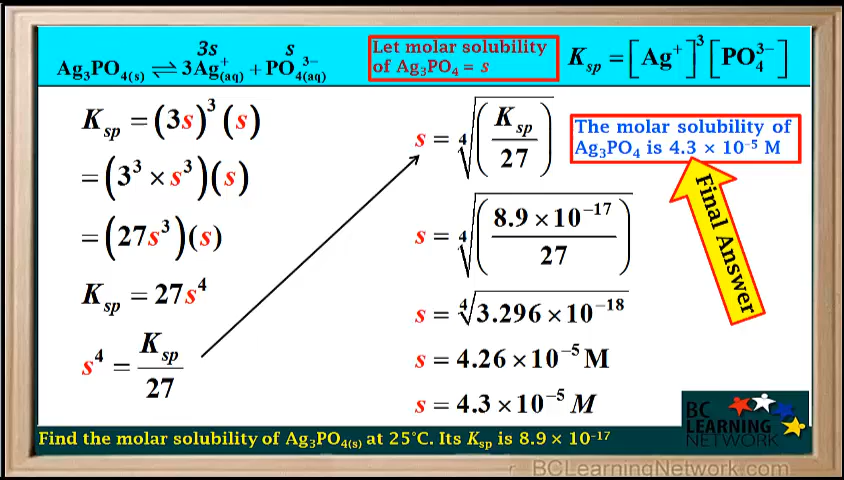 3s s
Ag₃PO₄₍s₎ ⇌ 3Ag⁺(aq) + PO₄³⁻(aq)
Let molar solubility
of Ag₃PO₄ = s
Kₛₚ = [Ag⁺]³ [PO₄³⁻]
Kₛₚ = (3s)³ (s)
= (3³ × s³)(s)
= (27s³)(s)
Kₛₚ = 27s⁴
s⁴ = Kₛₚ / 27
s = ⁴√(Kₛₚ / 27)
s = ⁴√(8.9 × 10⁻¹⁷ / 27)
s = ⁴√3.296 × 10⁻¹⁸
s = 4.26 × 10⁻⁵ M
s = 4.3 × 10⁻⁵ M
The molar solubility of
Ag₃PO₄ is 4.3 × 10⁻⁵ M
Final Answer
BC
LEARNING
NETWORK
Find the molar solubility of Ag₃PO₄₍s₎ at 25°C. Its Kₛₚ is 8.9 × 10⁻¹⁷
BCLearningNetwork.com